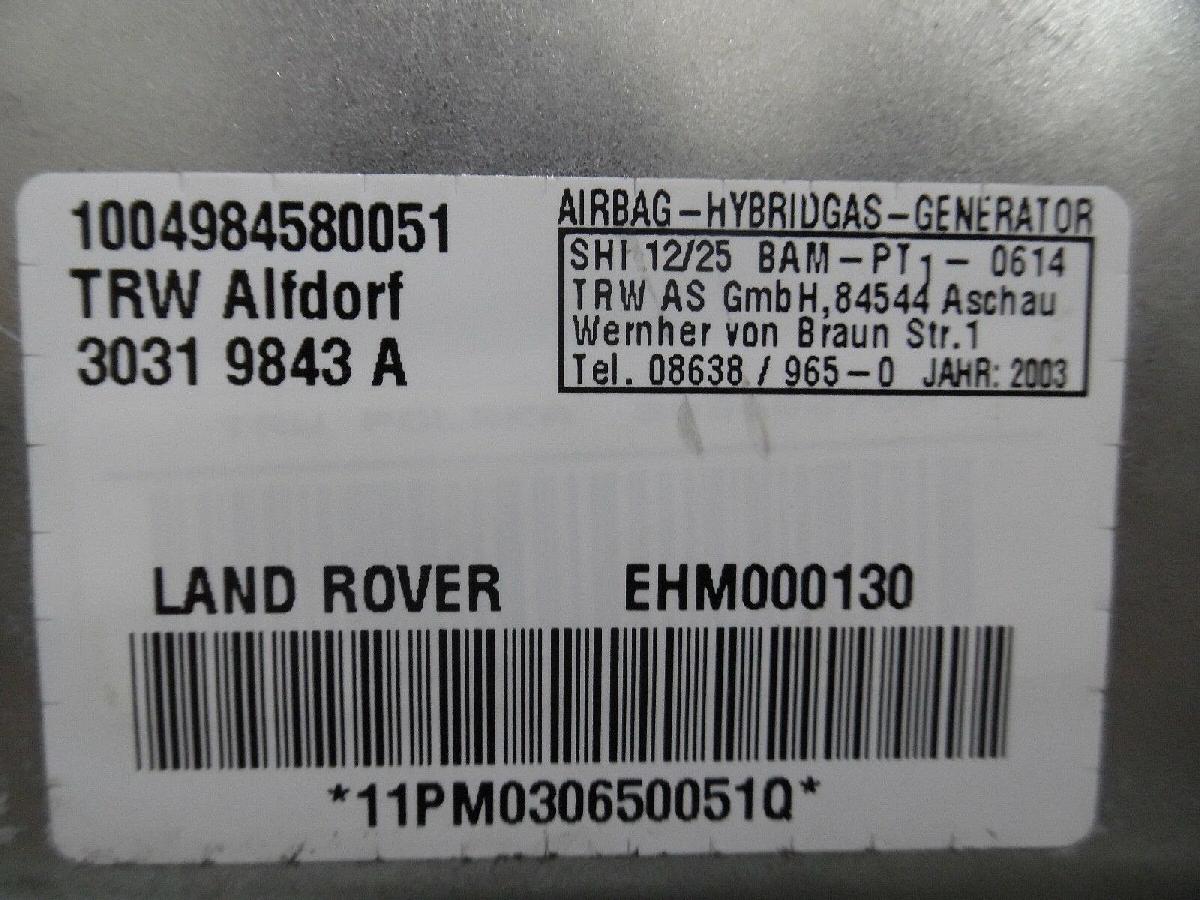 1004984580051
TRW Alfdorf
3031 9843 A
AIRBAG-HYBRIDGAS-GENERATOR
SHI 12/25 BAM-PT1-0614
TRW AS GmbH, 84544 Aschau
Wernher von Braun Str.1
Tel. 08638 / 965-0 JAHR: 2003
LAND ROVER EHM000130
*11PM030650051Q*